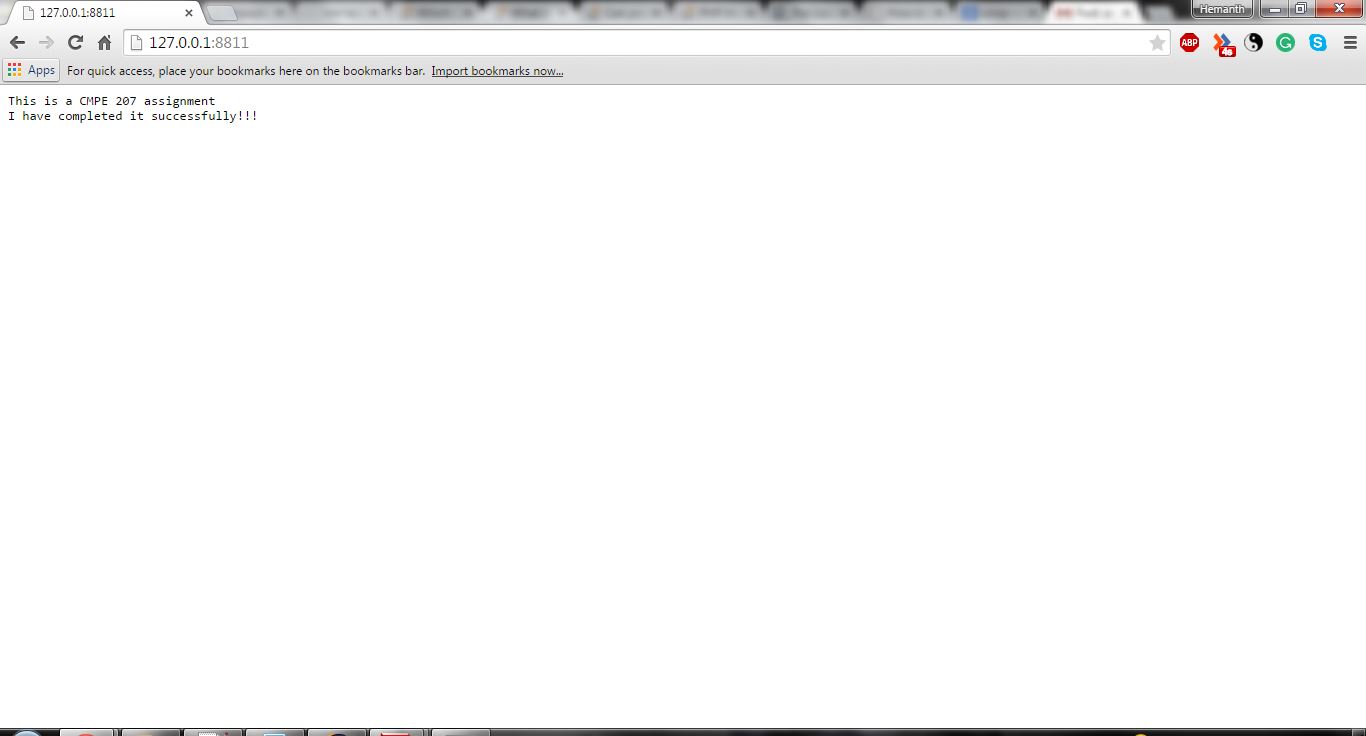 127.0.0.1:8811
Hemanth
127.0.0.1:8811
ABP
46
G
S
Apps
For quick access, place your bookmarks here on the bookmarks bar. Import bookmarks now...
This is a CMPE 207 assignment
I have completed it successfully!!!